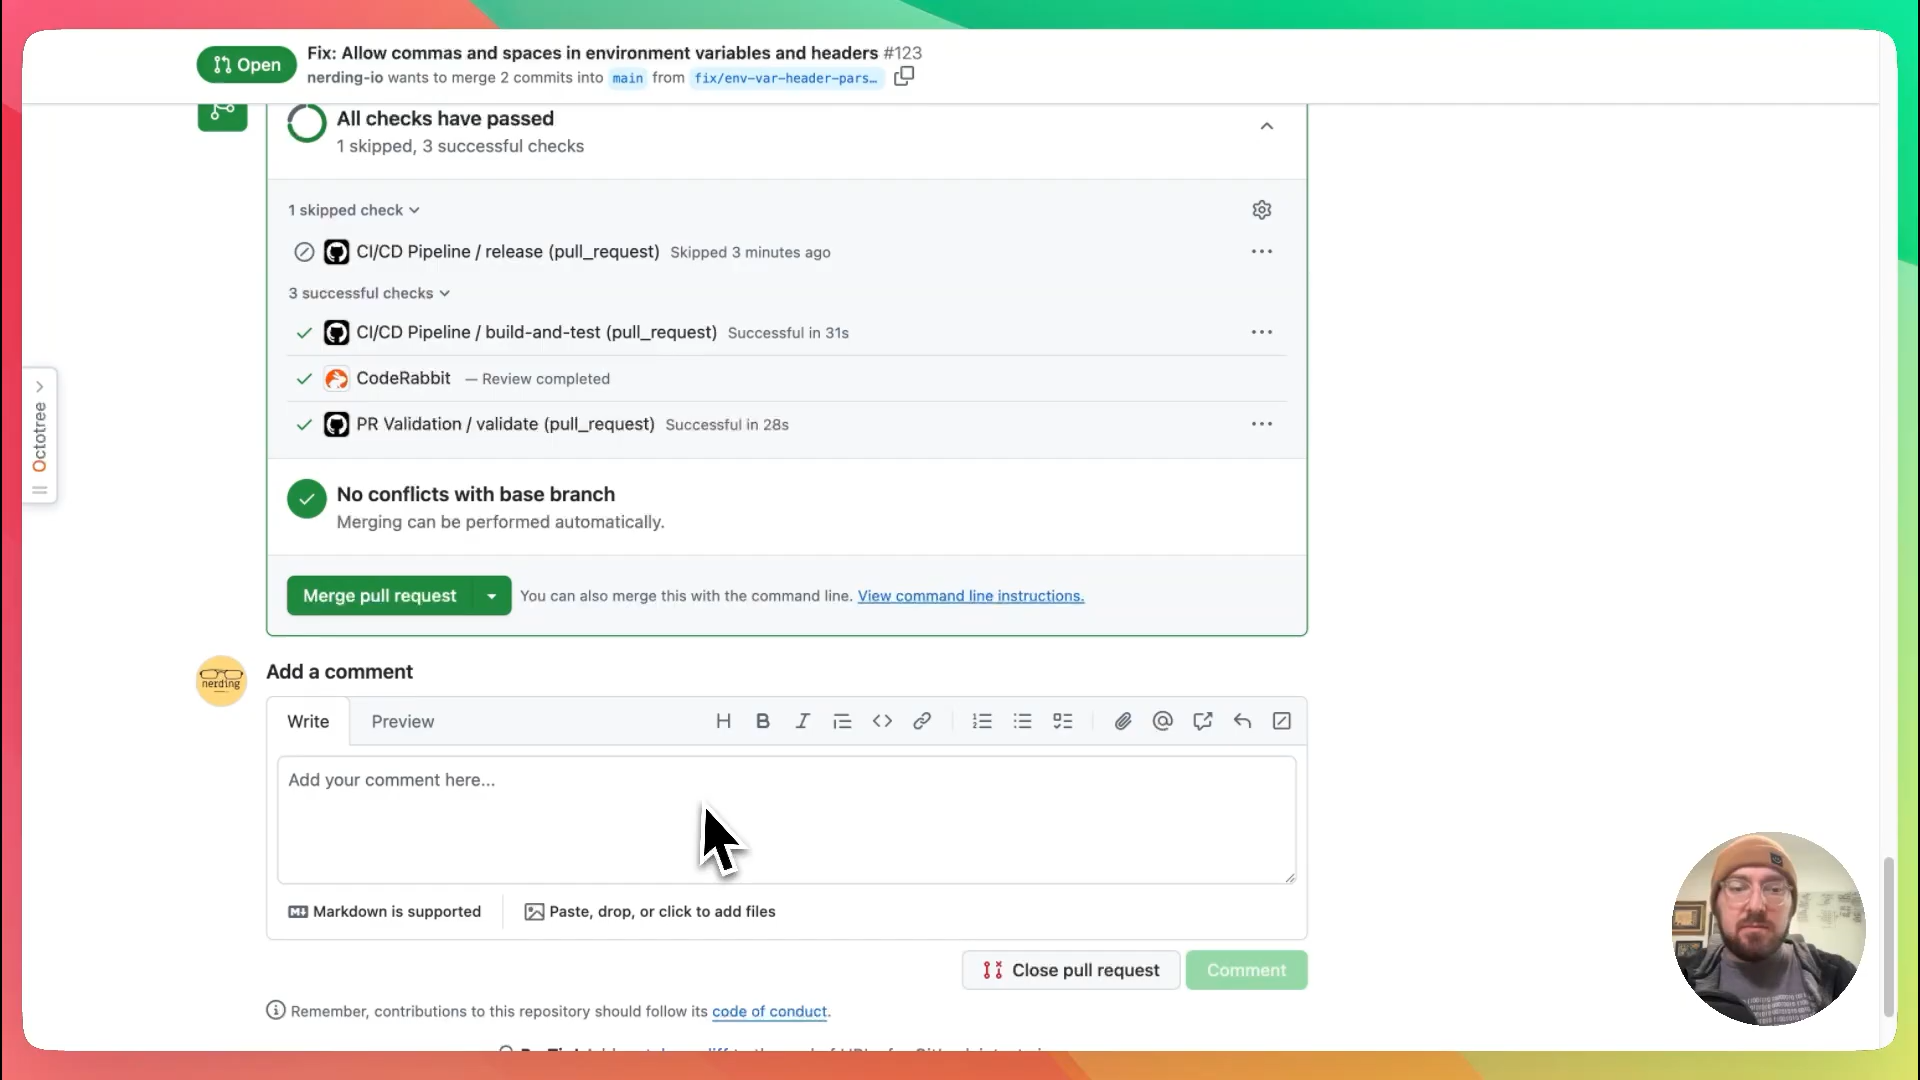 Open
Fix: Allow commas and spaces in environment variables and headers #123
nerding-io wants to merge 2 commits into main from fix/env-var-header-pars…
All checks have passed
1 skipped, 3 successful checks
1 skipped check
CI/CD Pipeline / release (pull_request) Skipped 3 minutes ago
3 successful checks
CI/CD Pipeline / build-and-test (pull_request) Successful in 31s
CodeRabbit — Review completed
PR Validation / validate (pull_request) Successful in 28s
Octotree
No conflicts with base branch
Merging can be performed automatically.
Merge pull request You can also merge this with the command line. View command line instructions.
nerding
Add a comment
Write Preview
Add your comment here...
Markdown is supported Paste, drop, or click to add files
Close pull request Comment
Remember, contributions to this repository should follow its code of conduct.